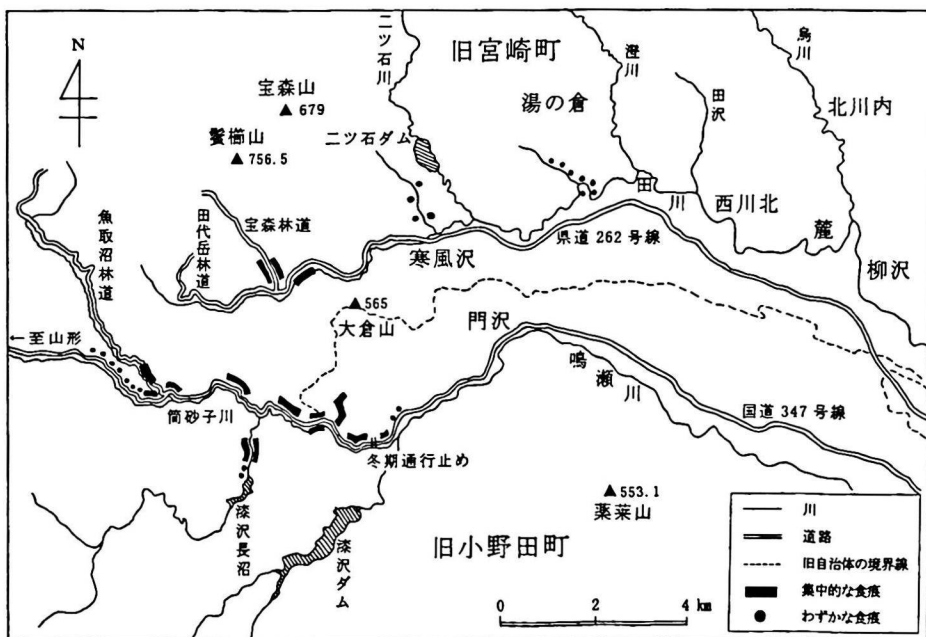 N
宝森山
▲ 679
鬢櫛山
▲ 756.5
二ツ石川
旧宮崎町
澄川
烏川
田沢
湯の倉
北川内
二ツ石ダム
田川
西川北
麓
柳沢
県道 262 号線
魚取沼林道
田代岳林道
宝森林道
寒風沢
▲ 565
大倉山
門沢
鳴瀬川
←至山形
筒砂子川
国道 347 号線
冬期通行止め
漆沢長沼
漆沢ダム
▲ 553.1
薬莱山
旧小野田町
0 2 4 km
川
道路
旧自治体の境界線
集中的な食痕
わずかな食痕